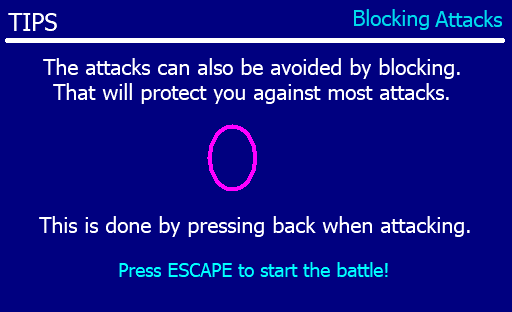 TIPS
Blocking Attacks
The attacks can also be avoided by blocking.
That will protect you against most attacks.
This is done by pressing back when attacking.
Press ESCAPE to start the battle!